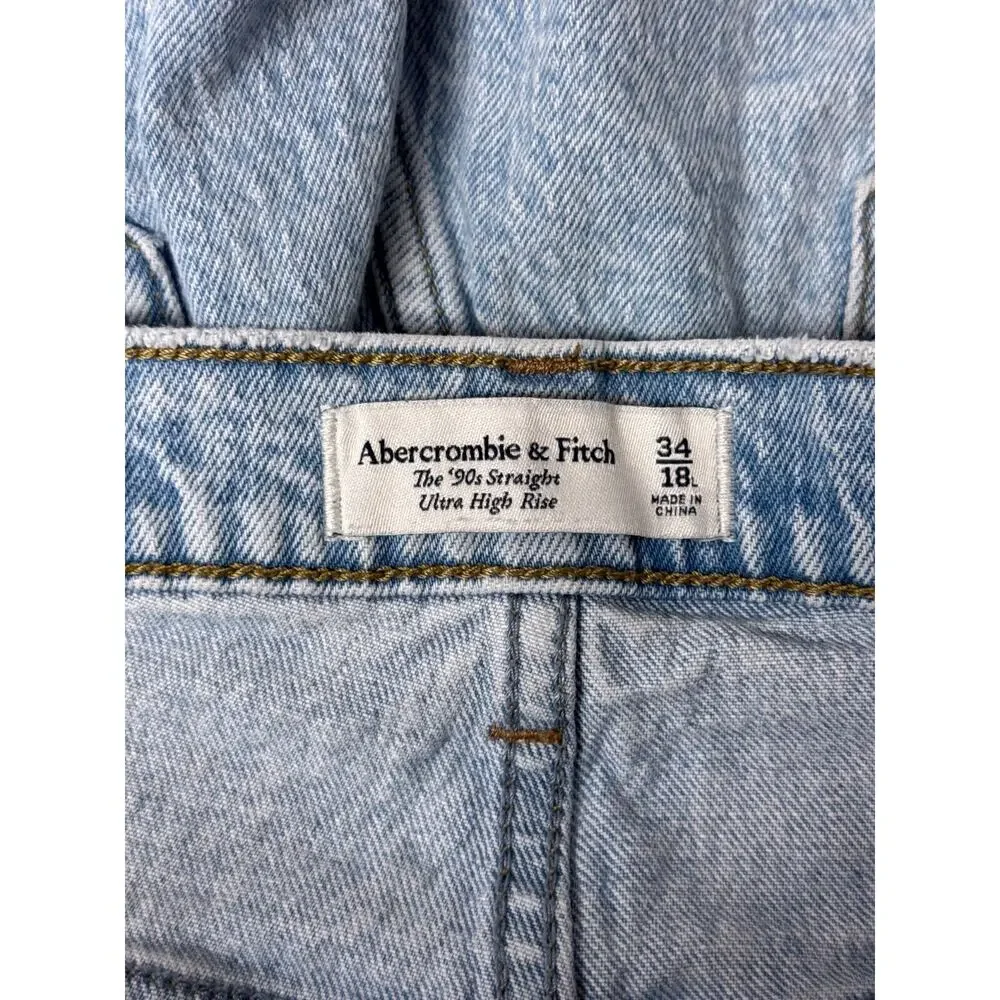 Abercrombie & Fitch
The '90s Straight
Ultra High Rise
34
18L
MADE IN
CHINA